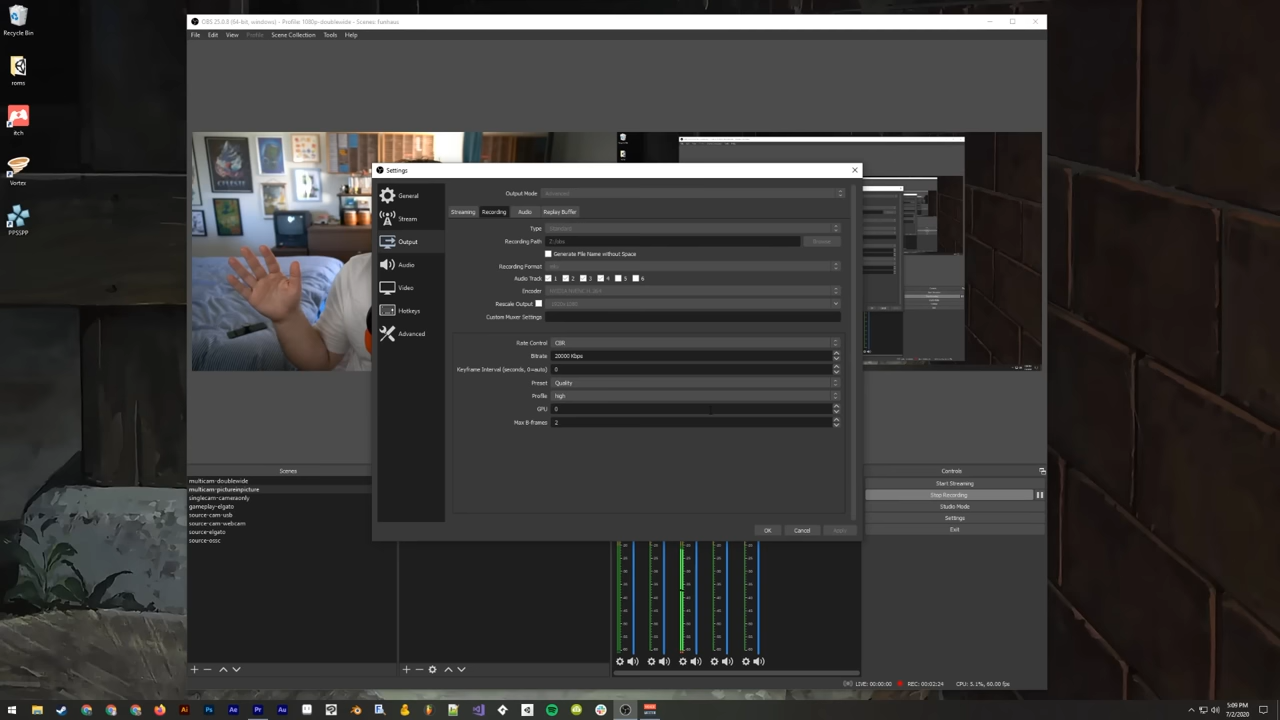 OBS 25.0.8 (64-bit, windows) - Profile: 1080p-doublewide - Scenes: funhaus
File Edit View Profile Scene Collection Tools Help
Recycle Bin
roms
itch
Vortex
PPSSPP
Settings
General
Stream
Output
Audio
Video
Hotkeys
Advanced
Output Mode Advanced
Streaming Recording Audio Replay Buffer
Type Standard
Recording Path Z:/obs Browse
Generate File Name without Space
Recording Format
Audio Track 1 2 3 4 5 6
Encoder NVIDIA NVENC H.264
Rescale Output
Custom Muxer Settings
Rate Control CBR
Bitrate 20000 Kbps
Keyframe Interval (seconds, 0=auto) 0
Preset Quality
Profile high
GPU 0
Max B-frames 2
OK Cancel Apply
Scenes
multicam-doublewide
multicam-pictureinpicture
singlecam-cameraonly
gameplay-elgato
source-cam-usb
source-cam-webcam
source-elgato
source-ossc
Controls
Start Streaming
Stop Recording
Studio Mode
Settings
Exit
LIVE: 00:00:00 REC: 00:02:24 CPU: 5.1%, 60.00 fps
5:09 PM
7/2/2020